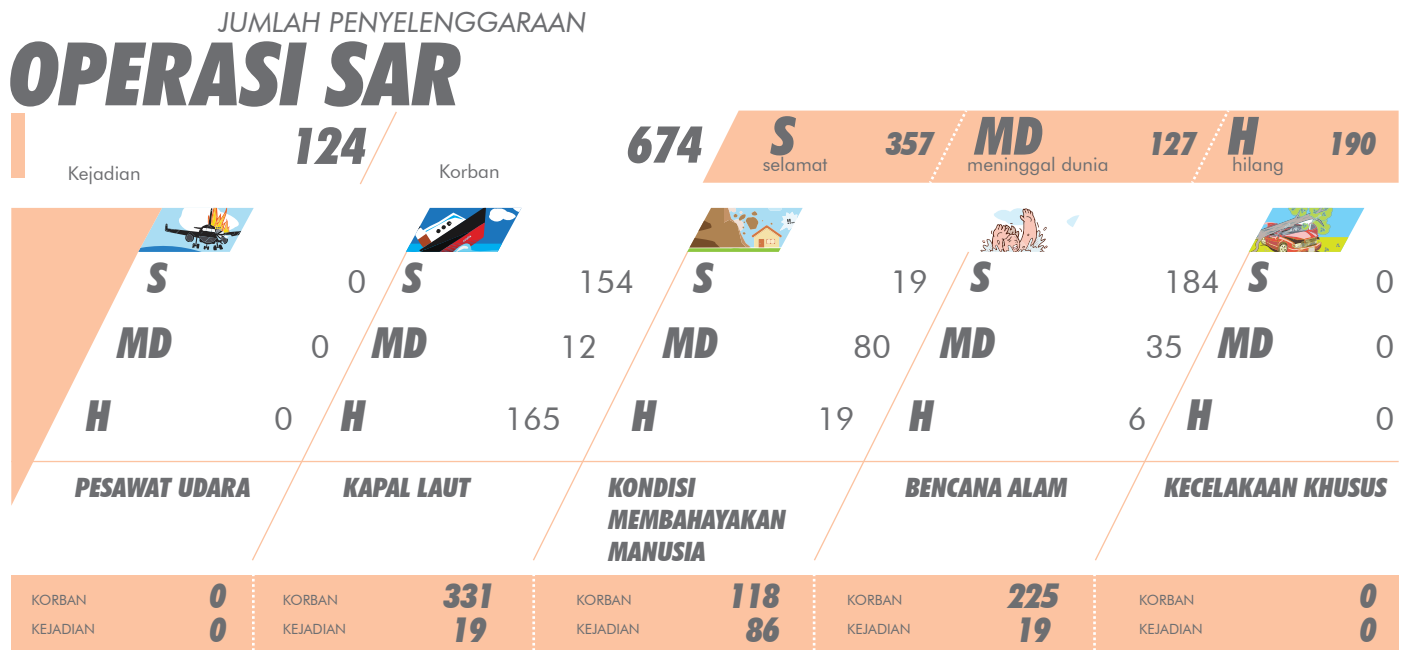 JUMLAH PENYELENGGARAAN
OPERASI SAR
124
Kejadian
674
Korban
S 357
selamat
MD 127
meninggal dunia
H 190
hilang
S 0 S 154 S 19 S 184 S 0
MD 0 MD 12 MD 80 MD 35 MD 0
H 0 H 165 H 19 H 6 H 0
PESAWAT UDARA
KAPAL LAUT
KONDISI
MEMBAHAYAKAN
MANUSIA
BENCANA ALAM
KECELAKAAN KHUSUS
KORBAN 0 KORBAN 331 KORBAN 118 KORBAN 225 KORBAN 0
KEJADIAN 0 KEJADIAN 19 KEJADIAN 86 KEJADIAN 19 KEJADIAN 0